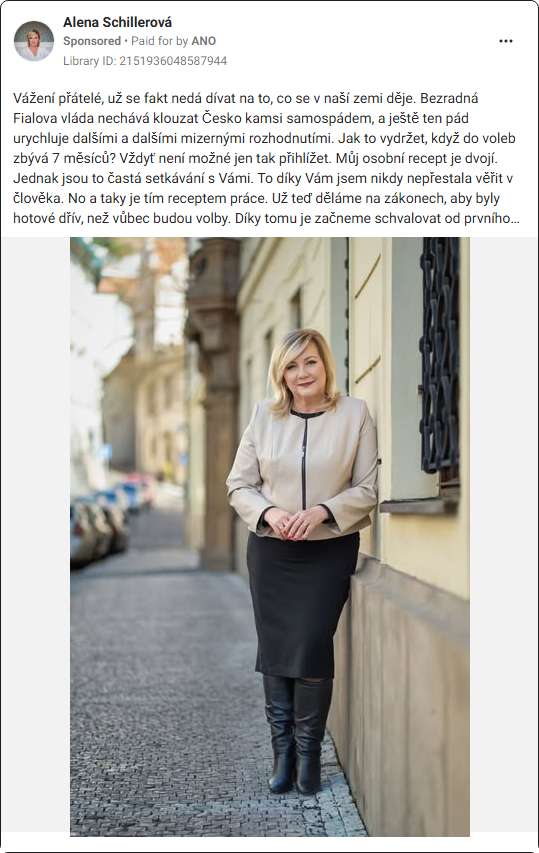 Alena Schillerová
Sponsored • Paid for by ANO
Library ID: 2151936048587944
Vážení přátelé, už se fakt nedá dívat na to, co se v naší zemi děje. Bezradná
Fialova vláda nechává klouzat Česko kamsi samospádem, a ještě ten pád
urychluje dalšími a dalšími mizernými rozhodnutími. Jak to vydržet, když do voleb
zbývá 7 měsíců? Vždyť není možné jen tak přihlížet. Můj osobní recept je dvojí.
Jednak jsou to častá setkávání s Vámi. To díky Vám jsem nikdy nepřestala věřit v
člověka. No a taky je tím receptem práce. Už teď děláme na zákonech, aby byly
hotové dřív, než vůbec budou volby. Díky tomu je začneme schvalovat od prvního…